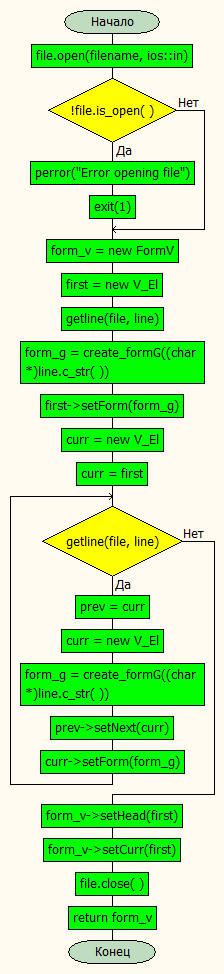 Начало
file.open(filename, ios::in)
!file.is_open( )
Нет
Да
perror("Error opening file")
exit(1)
form_v = new FormV
first = new V_El
getline(file, line)
form_g = create_formG((char
*)line.c_str( ))
first->setForm(form_g)
curr = new V_El
curr = first
getline(file, line)
Нет
Да
prev = curr
curr = new V_El
form_g = create_formG((char
*)line.c_str( ))
prev->setNext(curr)
curr->setForm(form_g)
form_v->setHead(first)
form_v->setCurr(first)
file.close( )
return form_v
Конец